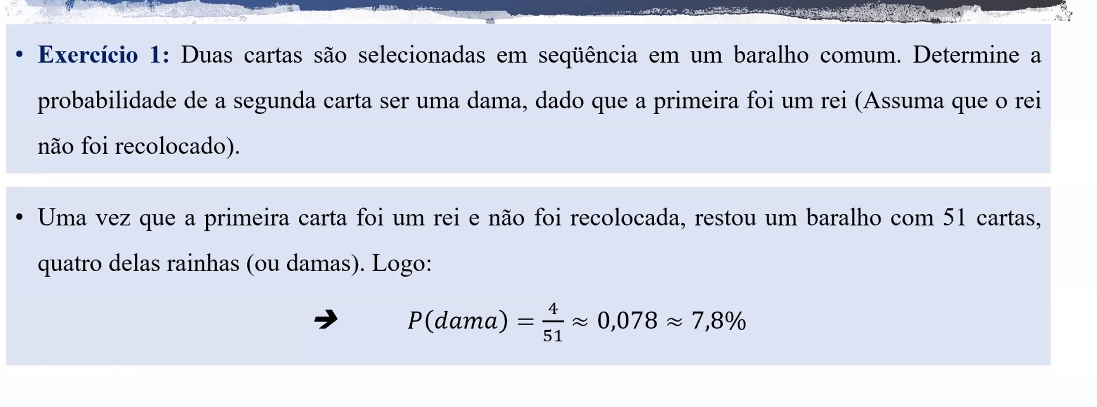 • Exercício 1: Duas cartas são selecionadas em seqüência em um baralho comum. Determine a
probabilidade de a segunda carta ser uma dama, dado que a primeira foi um rei (Assuma que o rei
não foi recolocado).
• Uma vez que a primeira carta foi um rei e não foi recolocada, restou um baralho com 51 cartas,
quatro delas rainhas (ou damas). Logo:
➔ P(dama) = 4/51 ≈ 0,078 ≈ 7,8%